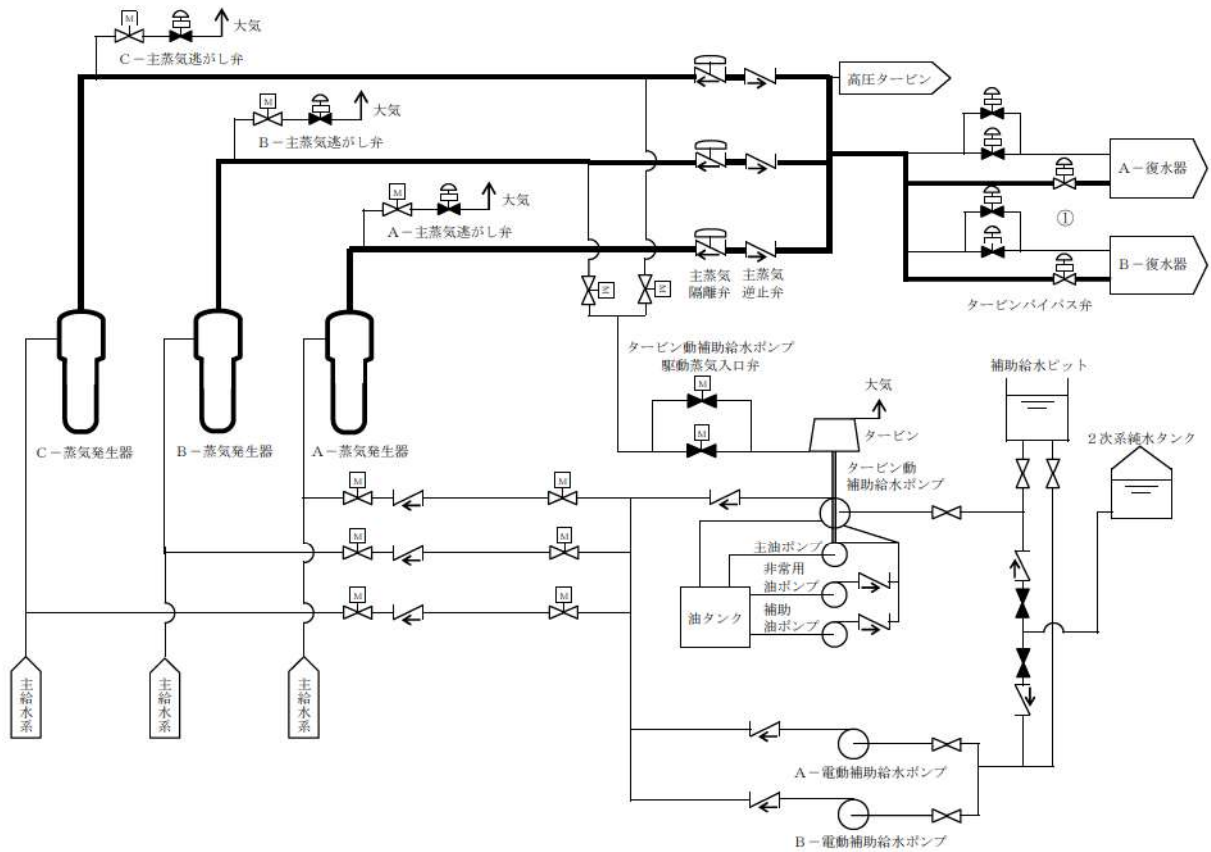 M
大気
C-主蒸気逃がし弁
M
大気
B-主蒸気逃がし弁
M
大気
A-主蒸気逃がし弁
高圧タービン
A-復水器
①
B-復水器
タービンバイパス弁
主蒸気
隔離弁
主蒸気
逆止弁
M
M
タービン動補助給水ポンプ
駆動蒸気入口弁
M
M
大気
タービン
補助給水ピット
2次系純水タンク
C-蒸気発生器
B-蒸気発生器
A-蒸気発生器
タービン動
補助給水ポンプ
M
M
M
M
M
M
主油ポンプ
非常用
油ポンプ
補助
油ポンプ
油タンク
主給水系
主給水系
主給水系
A-電動補助給水ポンプ
B-電動補助給水ポンプ